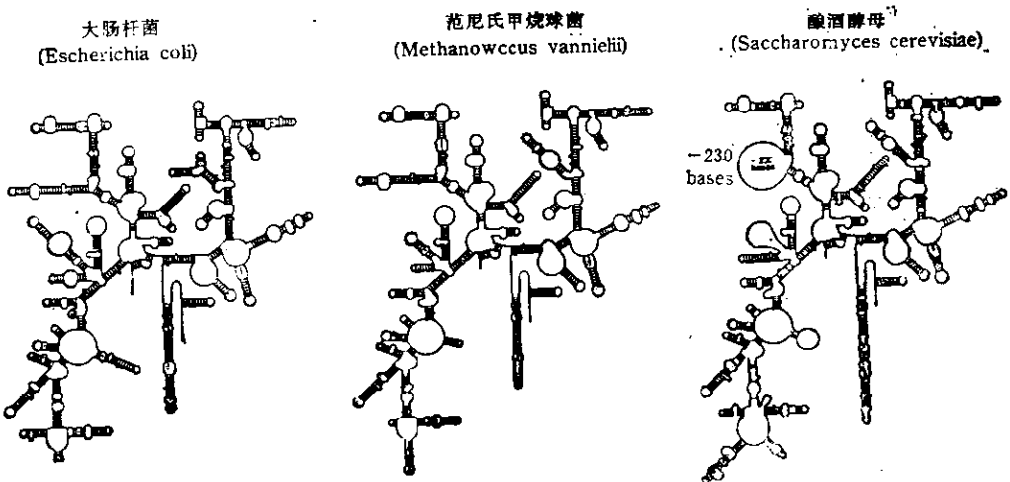 大肠杆菌
(Escherichia coli)
范尼氏甲烷球菌
(Methanowccus vannielii)
酿酒酵母
(Saccharomyces cerevisiae)
~230
bases